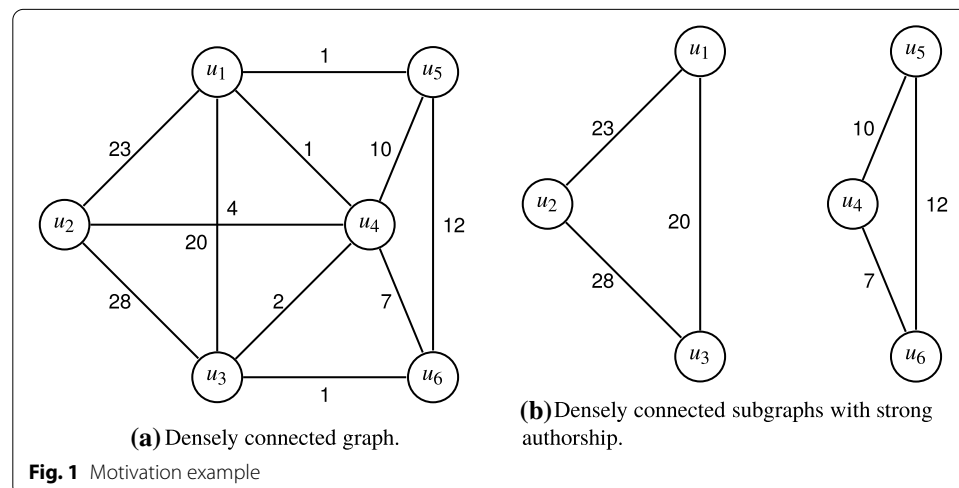 1
u1
u5
23
1
10
4
u2
u4
20
12
28
2
7
u3
u6
1
(a) Densely connected graph.
u1
u5
23
10
u2
u4
20
12
28
7
u3
u6
(b) Densely connected subgraphs with strong
authorship.
Fig. 1 Motivation example